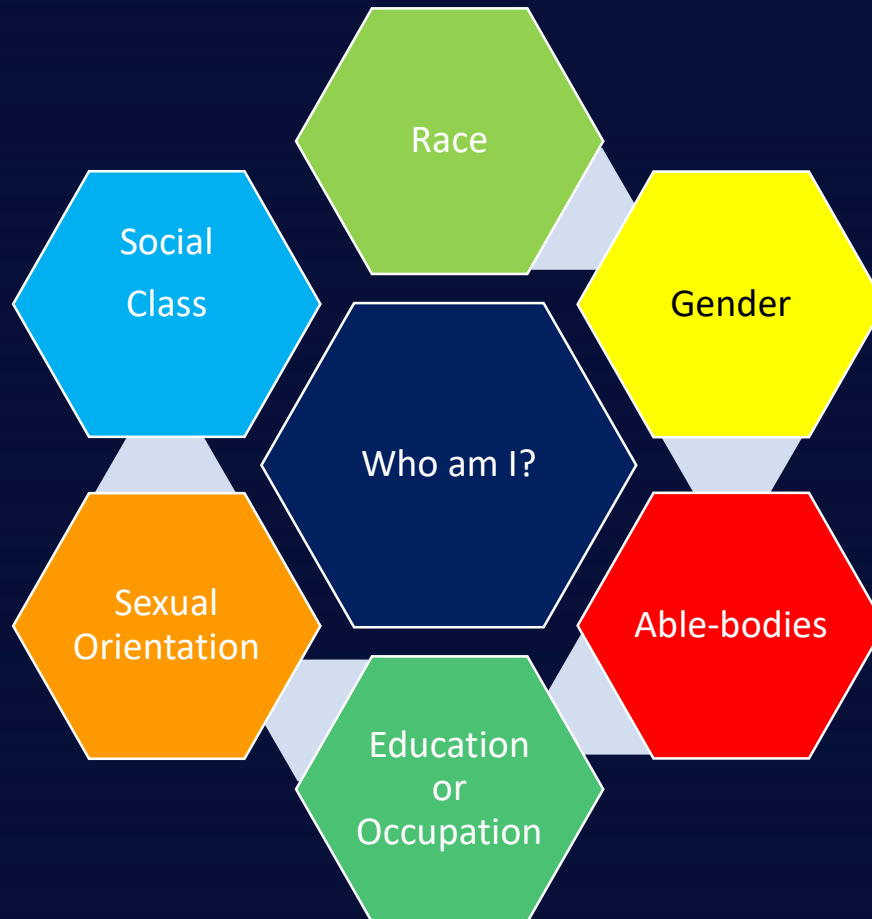 Race
Social
Class
Gender
Who am I?
Sexual
Orientation
Able-bodies
Education
or
Occupation